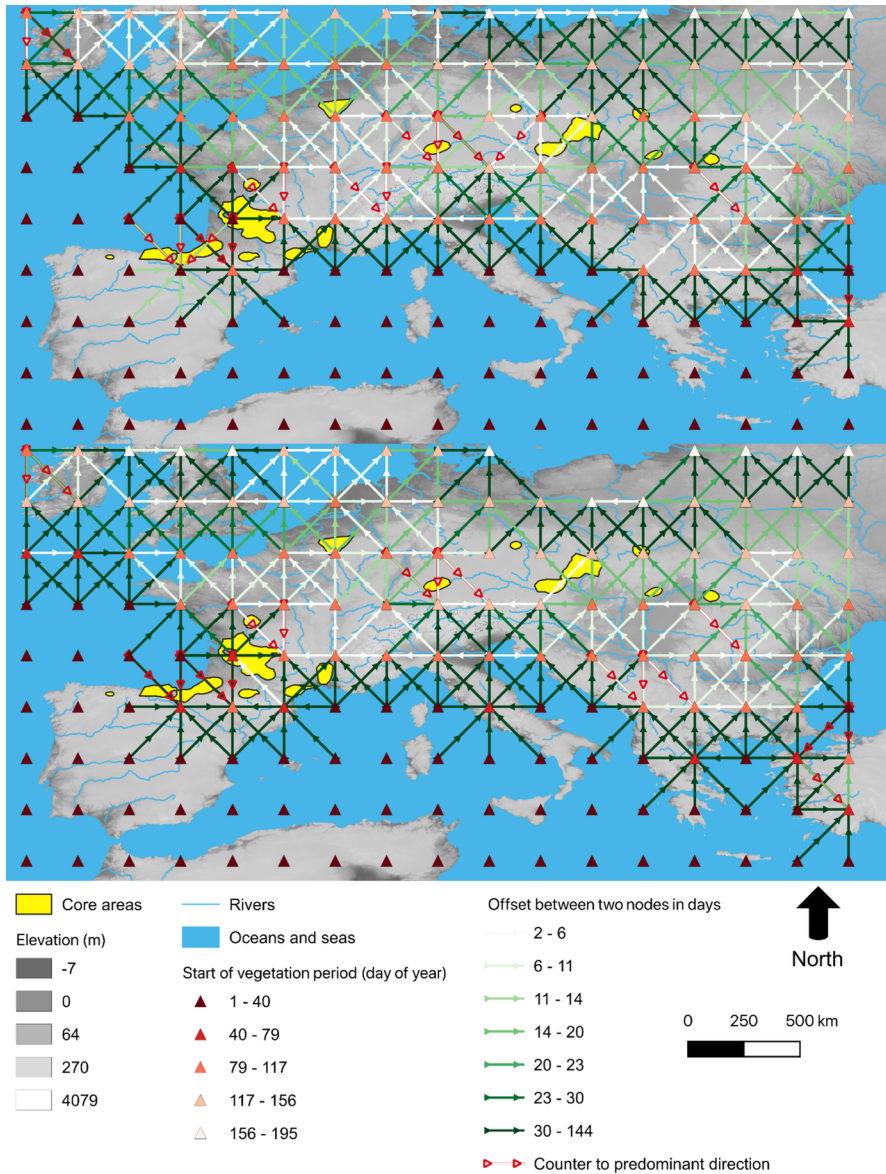 Core areas
Elevation (m)
-7
0
64
270
4079
Rivers
Oceans and seas
Start of vegetation period (day of year)
1 - 40
40 - 79
79 - 117
117 - 156
156 - 195
Offset between two nodes in days
2 - 6
6 - 11
11 - 14
14 - 20
20 - 23
23 - 30
30 - 144
Counter to predominant direction
North
0 250 500 km